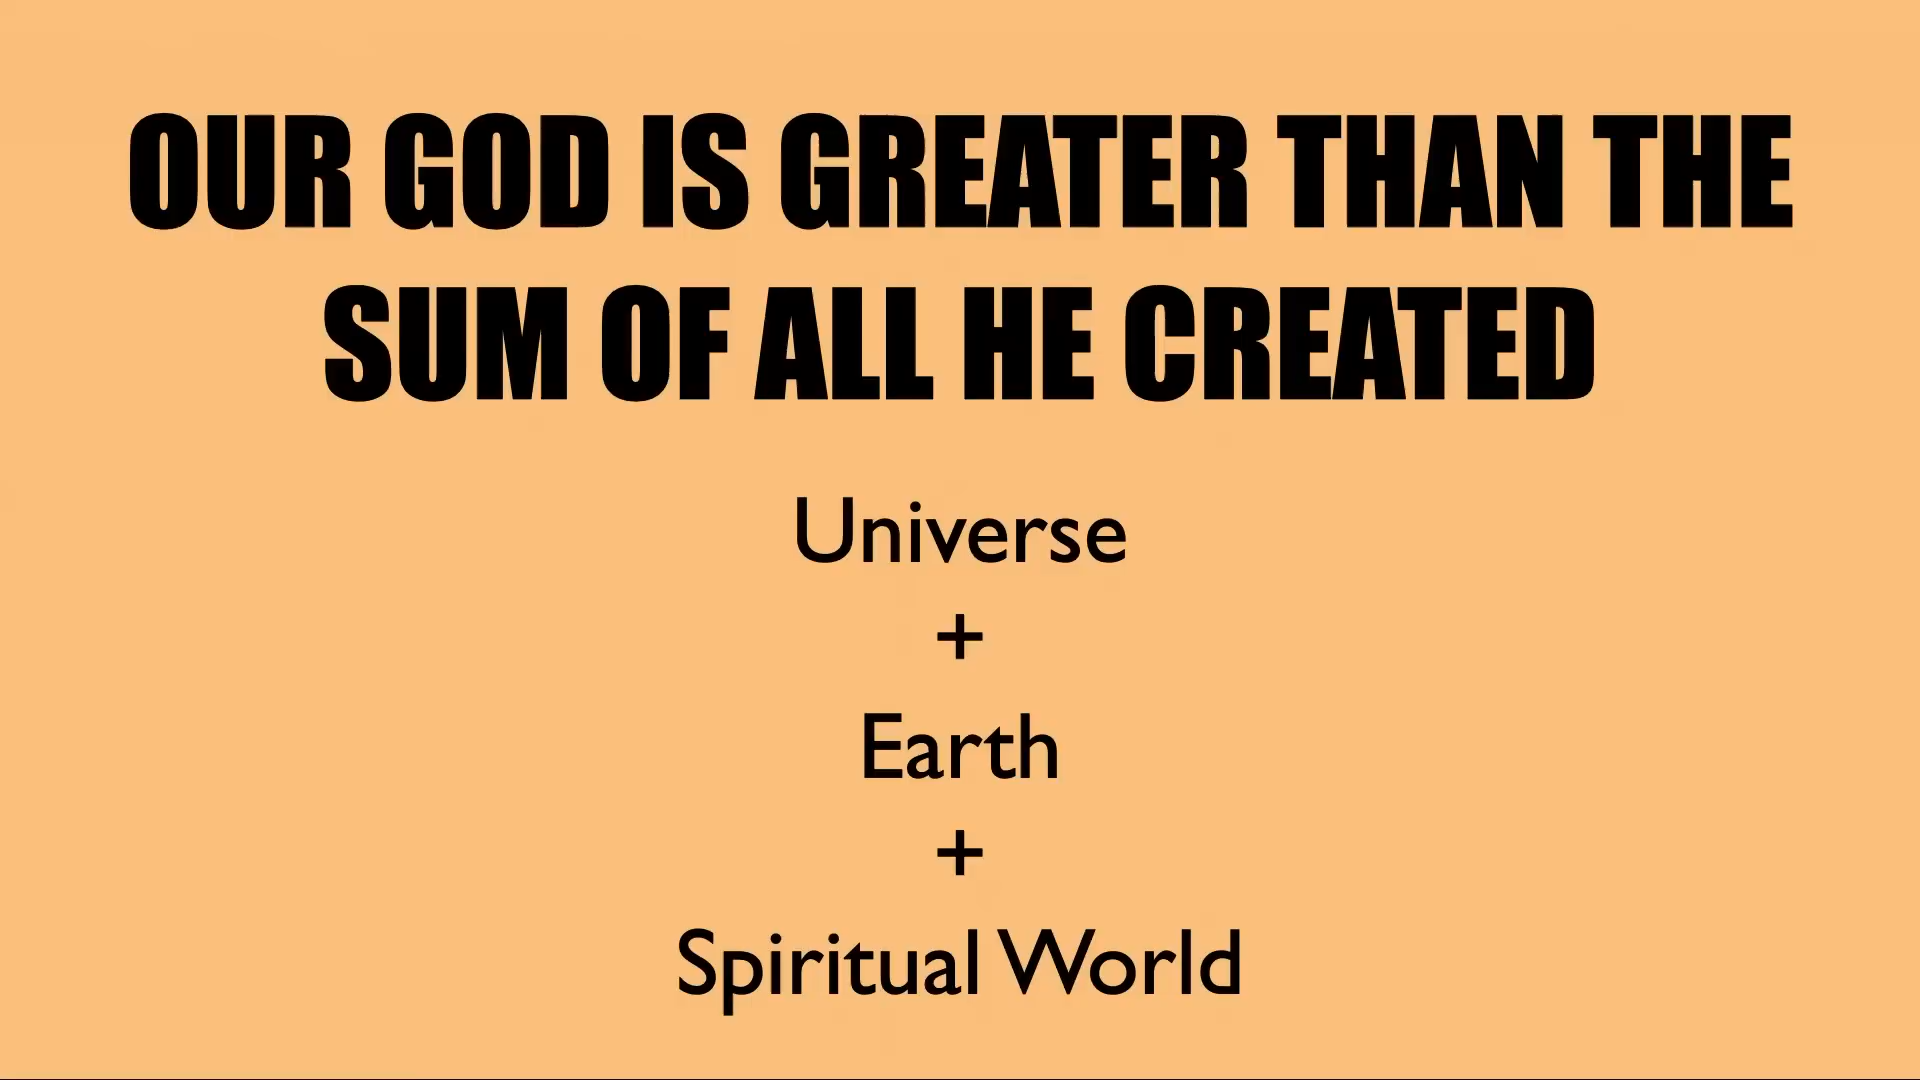 OUR GOD IS GREATER THAN THE
SUM OF ALL HE CREATED
Universe
+
Earth
+
Spiritual World